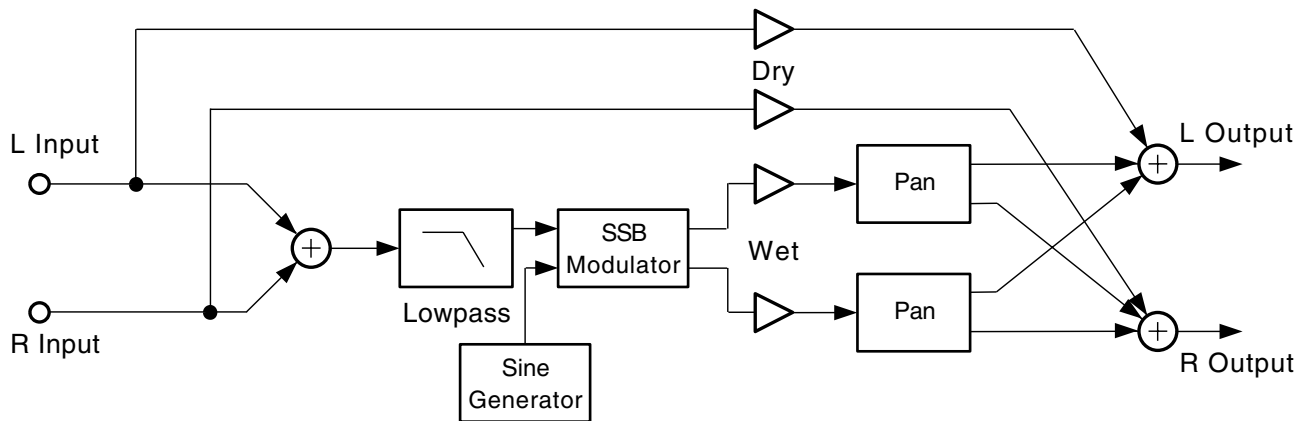 Dry
L Input
L Output
Pan
SSB
Modulator
Wet
Lowpass
Pan
R Input
R Output
Sine
Generator